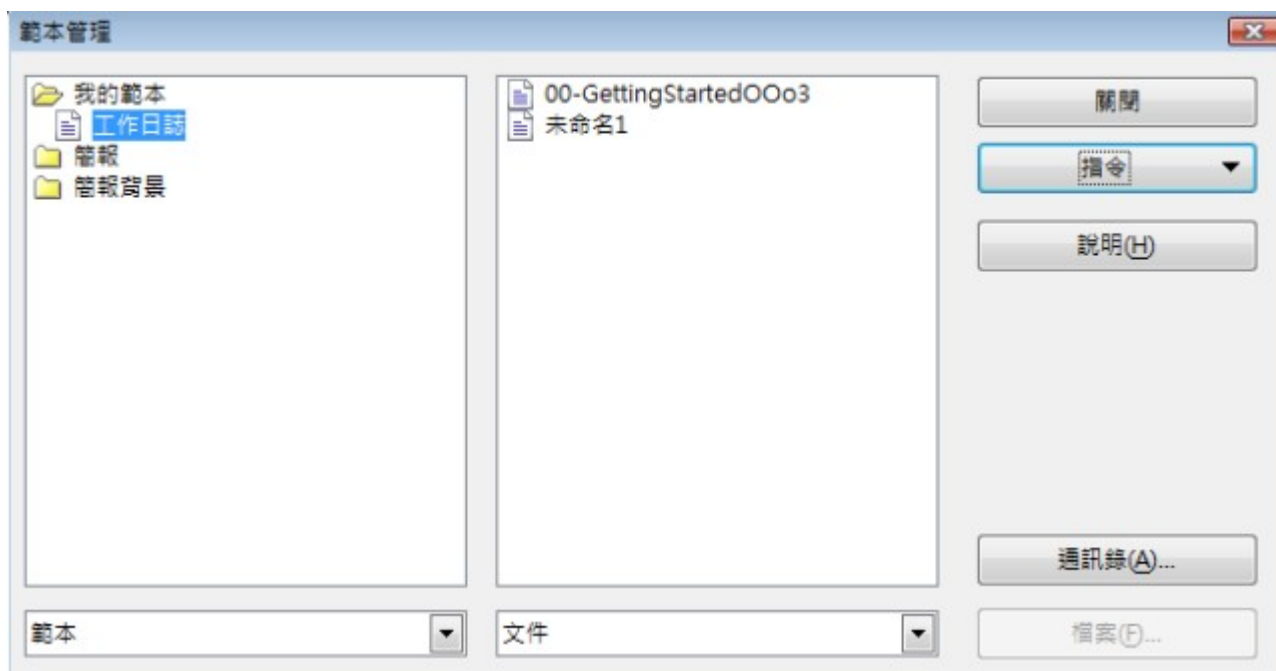 範本管理
我的範本
工作日誌
簡報
簡報背景
範本
00-GettingStartedOOo3
未命名1
文件
關閉
指令
說明(H)
通訊錄(A)...
檔案(F)...